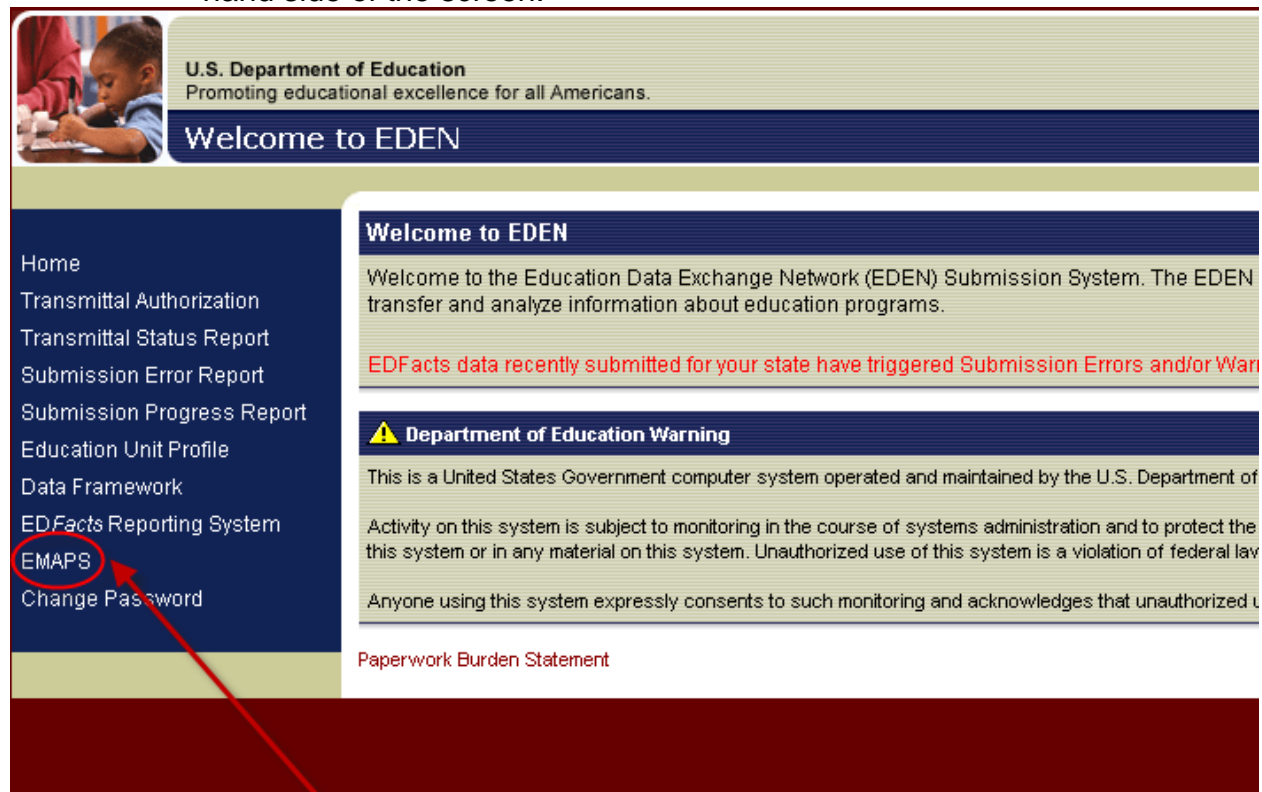 hand side of the screen.
U.S. Department of Education
Promoting educational excellence for all Americans.
Welcome to EDEN
Home
Transmittal Authorization
Transmittal Status Report
Submission Error Report
Submission Progress Report
Education Unit Profile
Data Framework
EDFacts Reporting System
EMAPS
Change Password
Welcome to EDEN
Welcome to the Education Data Exchange Network (EDEN) Submission System. The EDEN
transfer and analyze information about education programs.
EDFacts data recently submitted for your state have triggered Submission Errors and/or
Department of Education Warning
This is a United States Government computer system operated and maintained by the U.S. Department of
Activity on this system is subject to monitoring in the course of systems administration and to protect the
this system or in any material on this system. Unauthorized use of this system is a violation of federal
Anyone using this system expressly consents to such monitoring and acknowledges that unauthorized
Paperwork Burden Statement